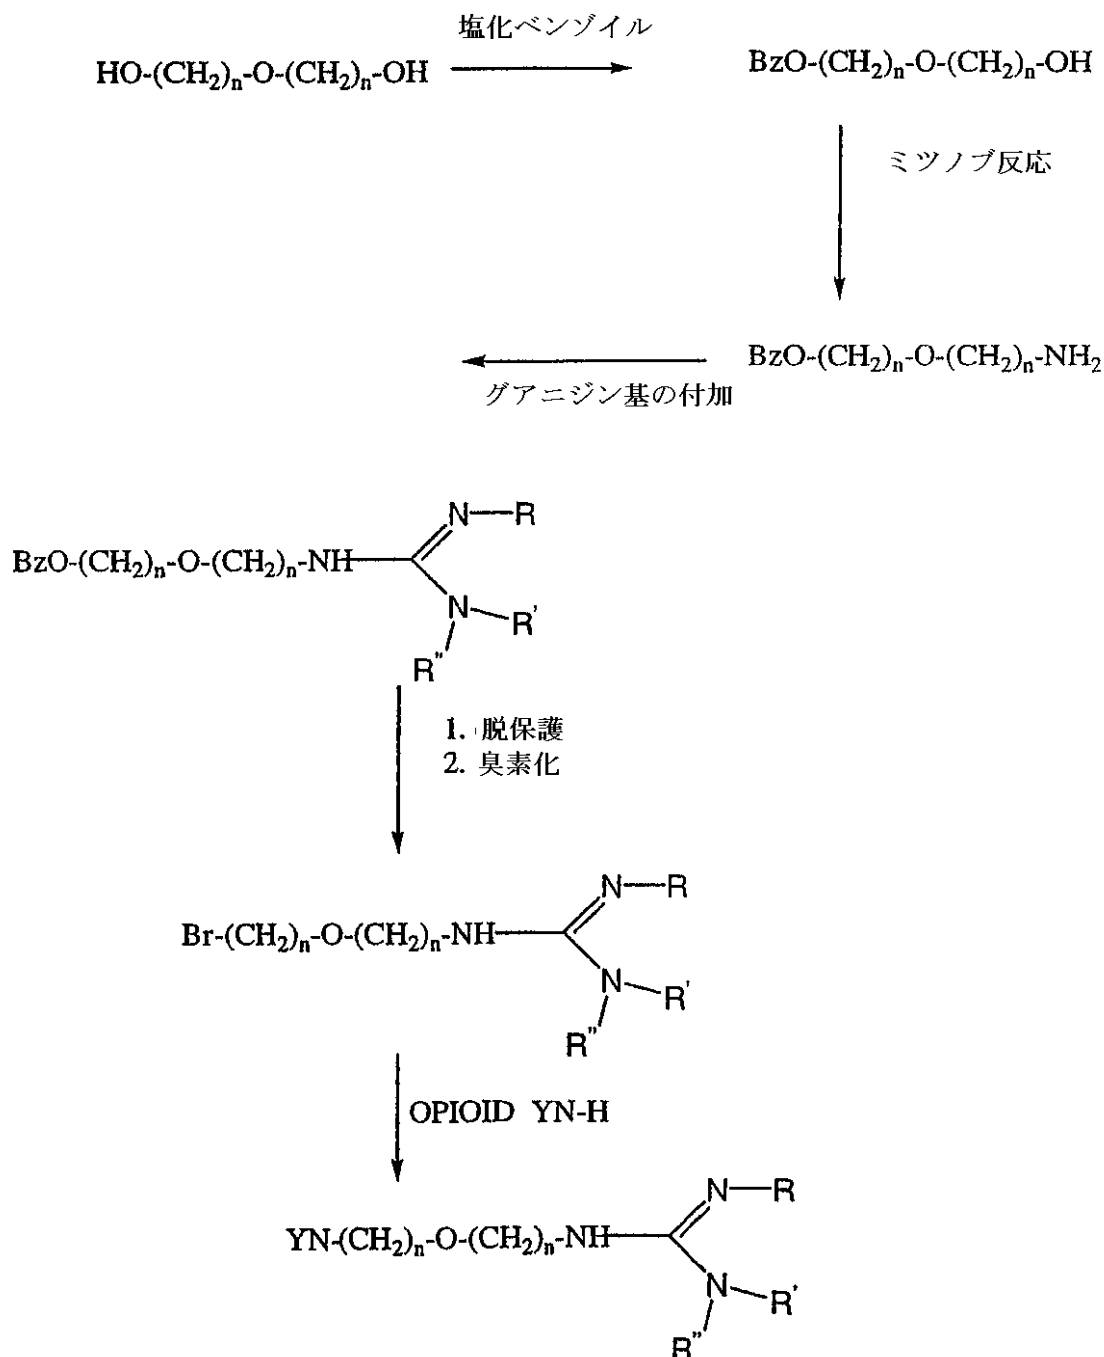 塩化ベンゾイル
HO-(CH₂)ₙ-O-(CH₂)ₙ-OH
BzO-(CH₂)ₙ-O-(CH₂)ₙ-OH
ミツノブ反応
BzO-(CH₂)ₙ-O-(CH₂)ₙ-NH₂
グアニジン基の付加
N-R
BzO-(CH₂)ₙ-O-(CH₂)ₙ-NH
N
R'
R"
1. 脱保護
2. 臭素化
N-R
Br-(CH₂)ₙ-O-(CH₂)ₙ-NH
N
R'
R"
OPIOID YN-H
N-R
YN-(CH₂)ₙ-O-(CH₂)ₙ-NH
N
R'
R"